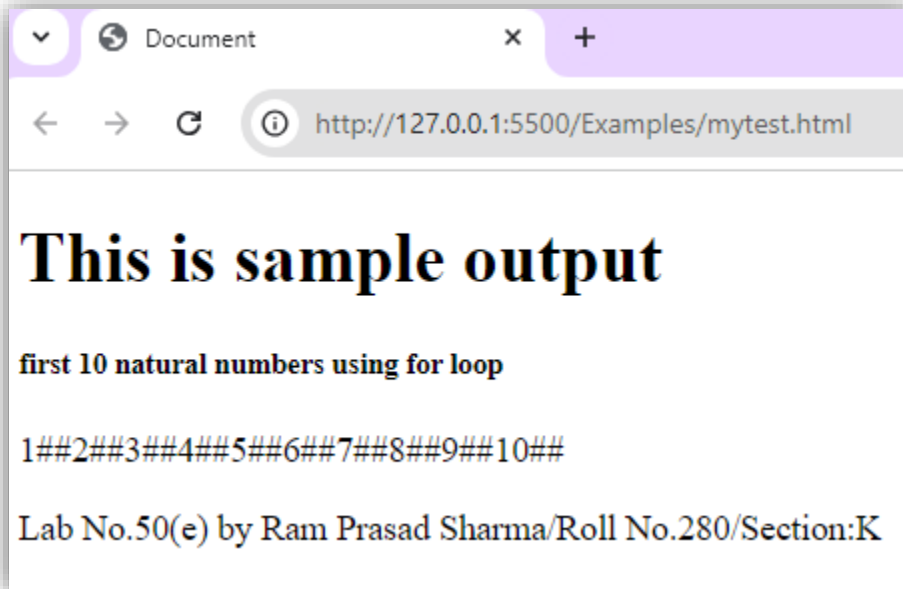 Document
http://127.0.0.1:5500/Examples/mytest.html
This is sample output
first 10 natural numbers using for loop
1##2##3##4##5##6##7##8##9##10##
Lab No.50(e) by Ram Prasad Sharma/Roll No.280/Section:K